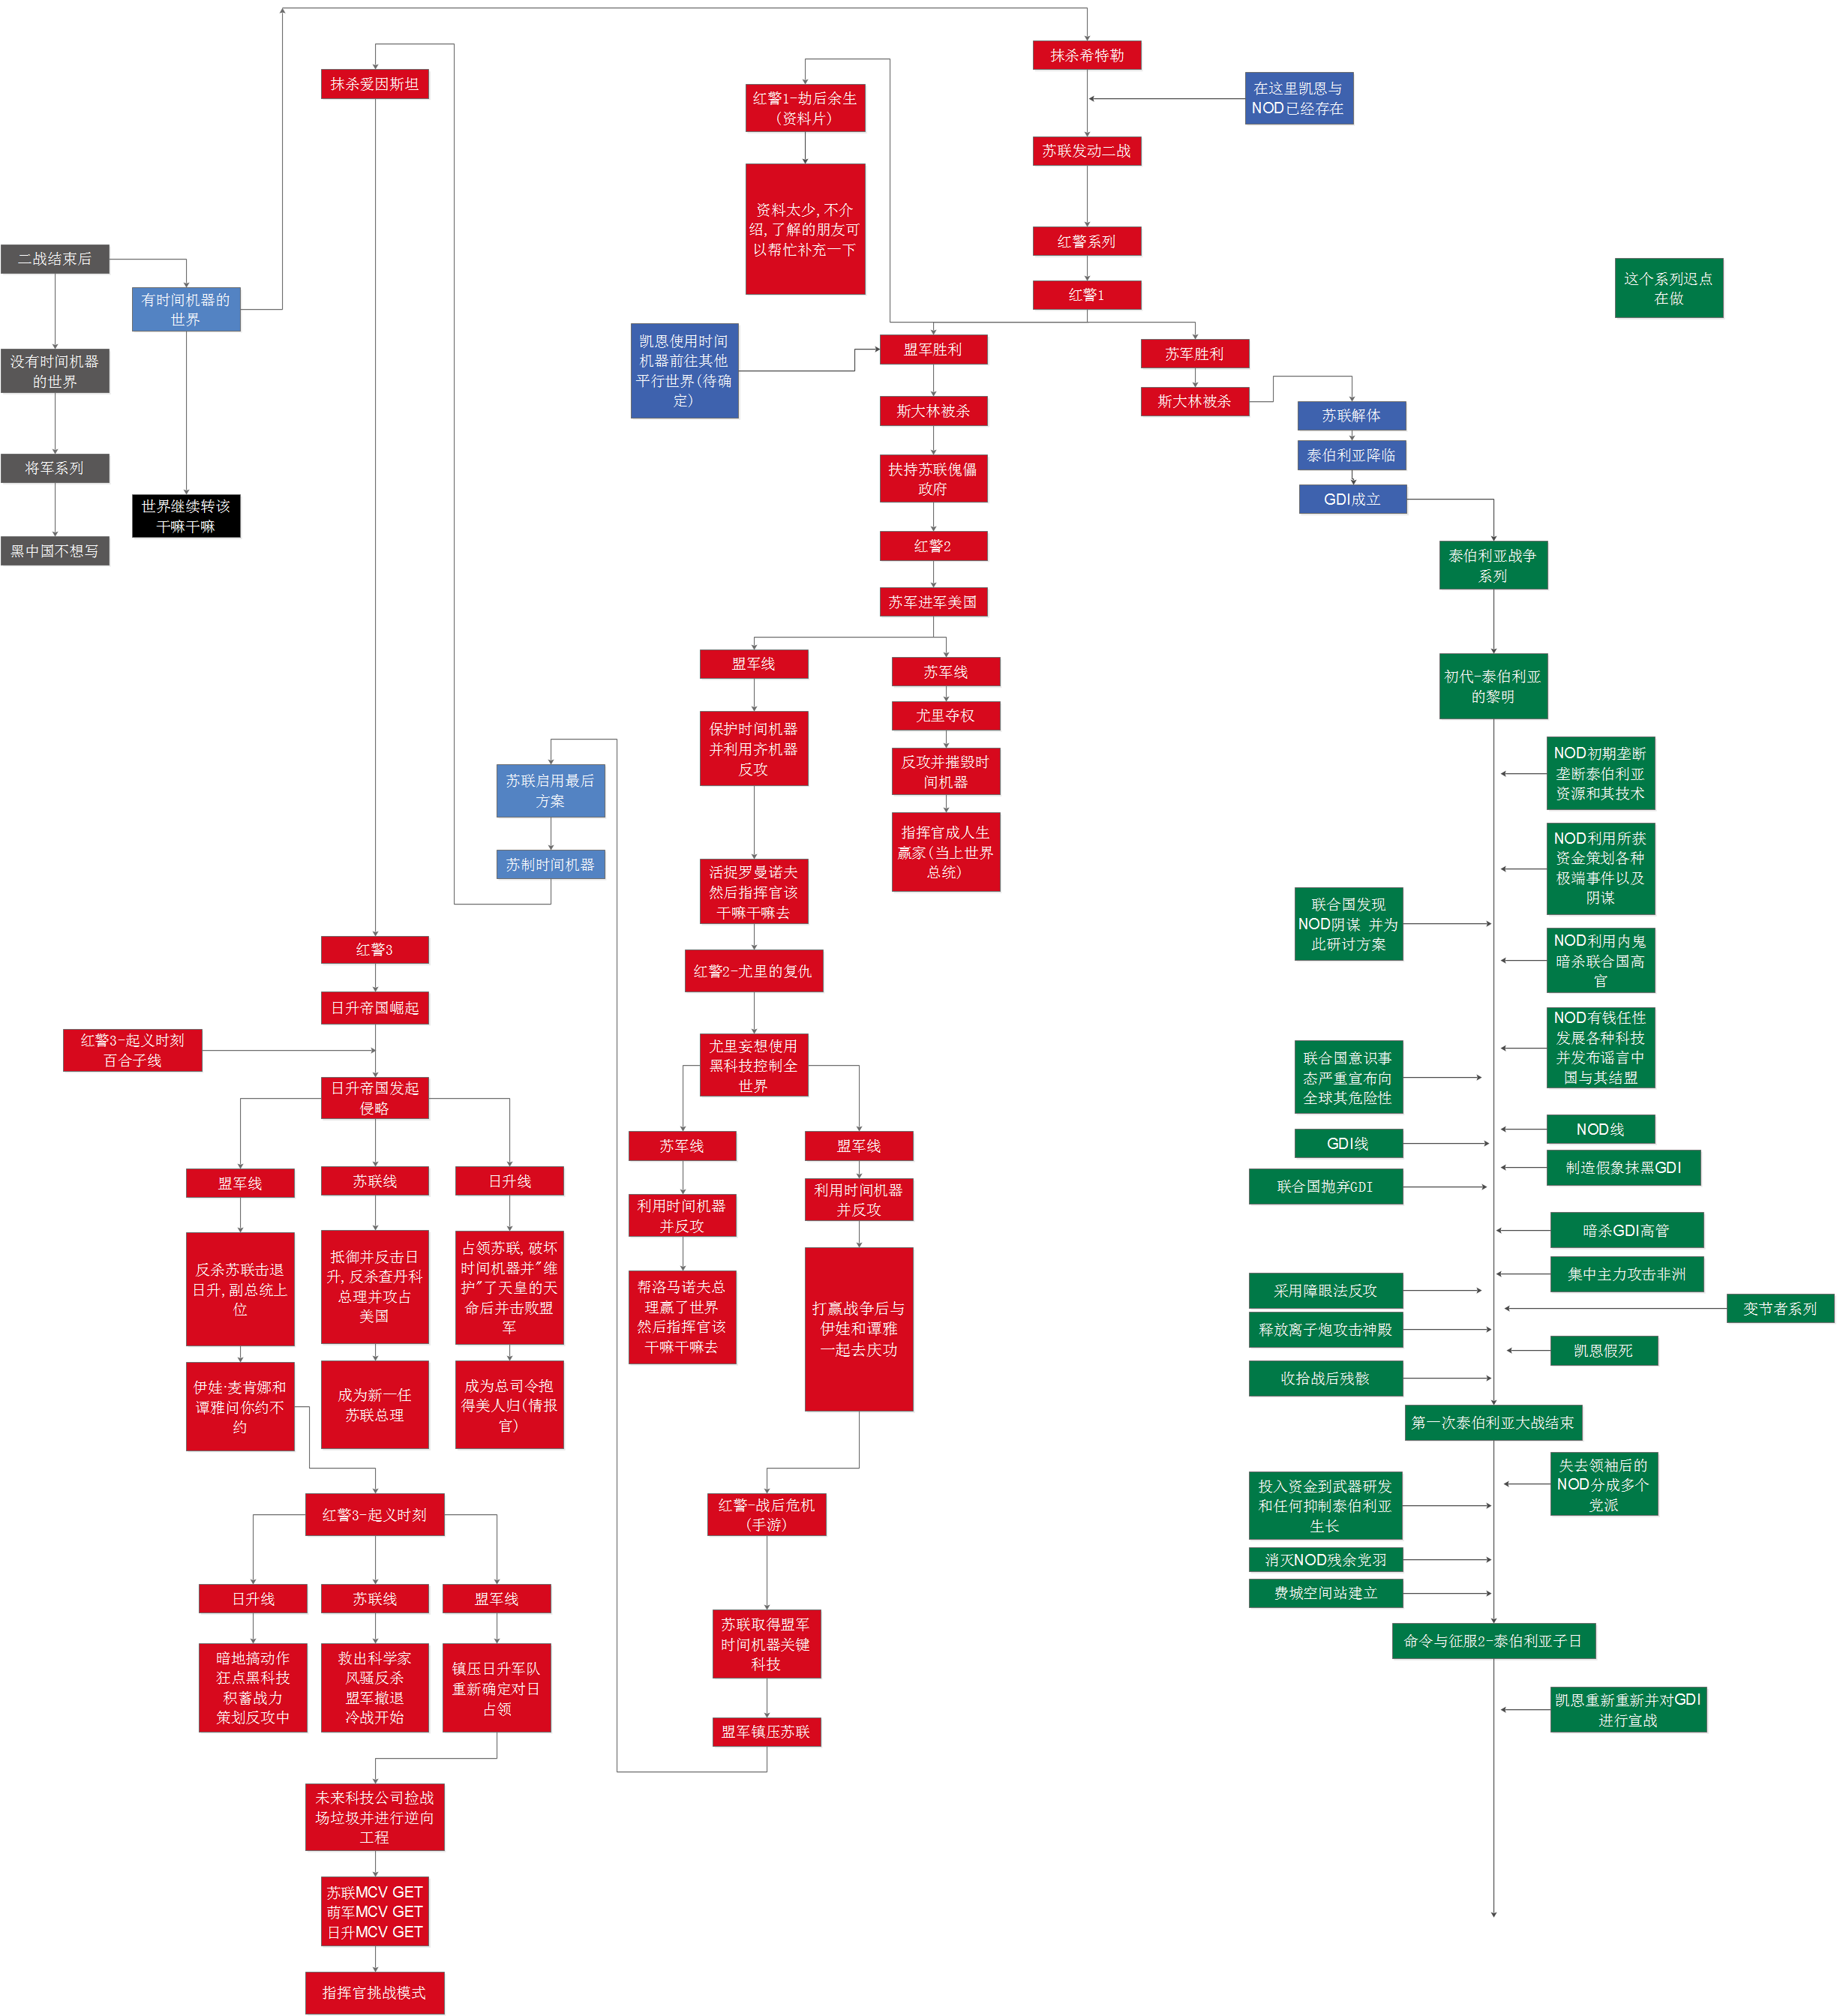 二战结束后
有时间机器的
世界
没有时间机器
的世界
将军系列
黑中国不想写
世界继续转该
干嘛干嘛
抹杀希特勒
在这里凯恩与
NOD已经存在
苏联发动二战
红警系列
红警1
红警1-劫后余生
(资料片)
资料太少,不介
绍,了解的朋友可
以帮忙补充一下
凯恩使用时间
机器前往其他
平行世界(待确
定)
盟军胜利
斯大林被杀
扶持苏联傀儡
政府
红警2
苏军进军美国
盟军线
保护时间机器
并利用齐机器
反攻
活捉罗曼诺夫
然后指挥官该
干嘛干嘛去
苏军线
尤里夺权
反攻并摧毁时
间机器
指挥官成人生
赢家(当上世界
总统)
红警2-尤里的复仇
尤里妄想使用
黑科技控制全
世界
苏军线
利用时间机器
并反攻
帮洛马诺夫总
理赢了世界
然后指挥官该
干嘛干嘛去
盟军线
利用时间机器
并反攻
打赢战争后与
伊娃和谭雅
一起去庆功
红警-战后危机
(手游)
苏联取得盟军
时间机器关键
科技
盟军镇压苏联
苏联启用最后
方案
苏制时间机器
抹杀爱因斯坦
红警3
日升帝国崛起
红警3-起义时刻
百合子线
日升帝国发起
侵略
盟军线
反杀苏联击退
日升,副总统上
位
伊娃·麦肯娜和
谭雅问你约不
约
苏联线
抵御并反击日
升,反杀查丹科
总理并攻占
美国
成为新一任
苏联总理
日升线
占领苏联,破坏
时间机器并"维
护"了天皇的天
命后并击败盟
军
成为总司令抱
得美人归(情报
官)
红警3-起义时刻
日升线
暗地搞动作
狂点黑科技
积蓄战力
策划反攻中
苏联线
救出科学家
风骚反杀
盟军撤退
冷战开始
盟军线
镇压日升军队
重新确定对日
占领
未来科技公司捡战
场垃圾并进行逆向
工程
苏联MCV GET
萌军MCV GET
日升MCV GET
指挥官挑战模式
苏军胜利
斯大林被杀
苏联解体
泰伯利亚降临
GDI成立
这个系列迟点
在做
泰伯利亚战争
系列
初代-泰伯利亚
的黎明
NOD初期垄断
垄断泰伯利亚
资源和其技术
NOD利用所获
资金策划各种
极端事件以及
阴谋
联合国发现
NOD阴谋 并为
此研讨方案
NOD利用内鬼
暗杀联合国高
官
NOD有钱任性
发展各种科技
并发布谣言中
国与其结盟
联合国意识事
态严重宣布向
全球其危险性
NOD线
GDI线
制造假象抹黑GDI
联合国抛弃GDI
暗杀GDI高管
集中主力攻击非洲
采用障眼法反攻
变节者系列
释放离子炮攻击神殿
凯恩假死
收拾战后残骸
第一次泰伯利亚大战结束
失去领袖后的
NOD分成多个
党派
投入资金到武器研发
和任何抑制泰伯利亚
生长
消灭NOD残余党羽
费城空间站建立
命令与征服2-泰伯利亚子日
凯恩重新重新并对GDI
进行宣战